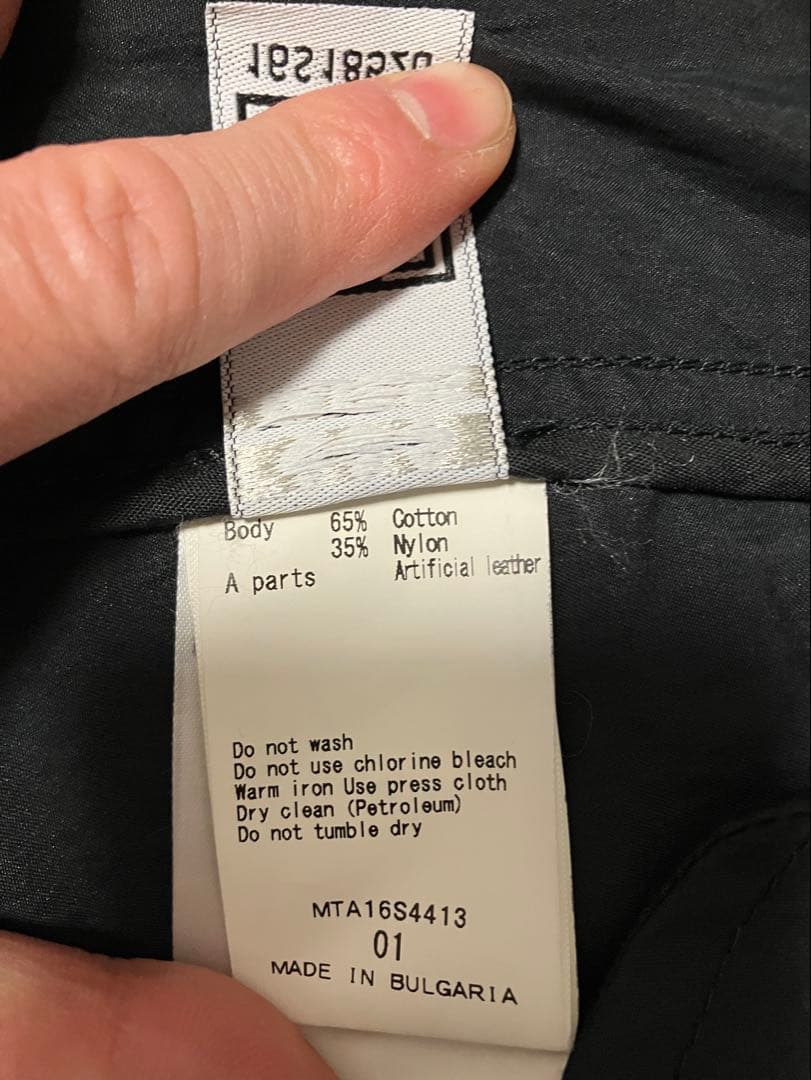 Body 65% Cotton
35% Nylon
A parts Artificial leather
Do not wash
Do not use chlorine bleach
Warm iron Use press cloth
Dry clean (Petroleum)
Do not tumble dry
MTA16S4413
01
MADE IN BULGARIA